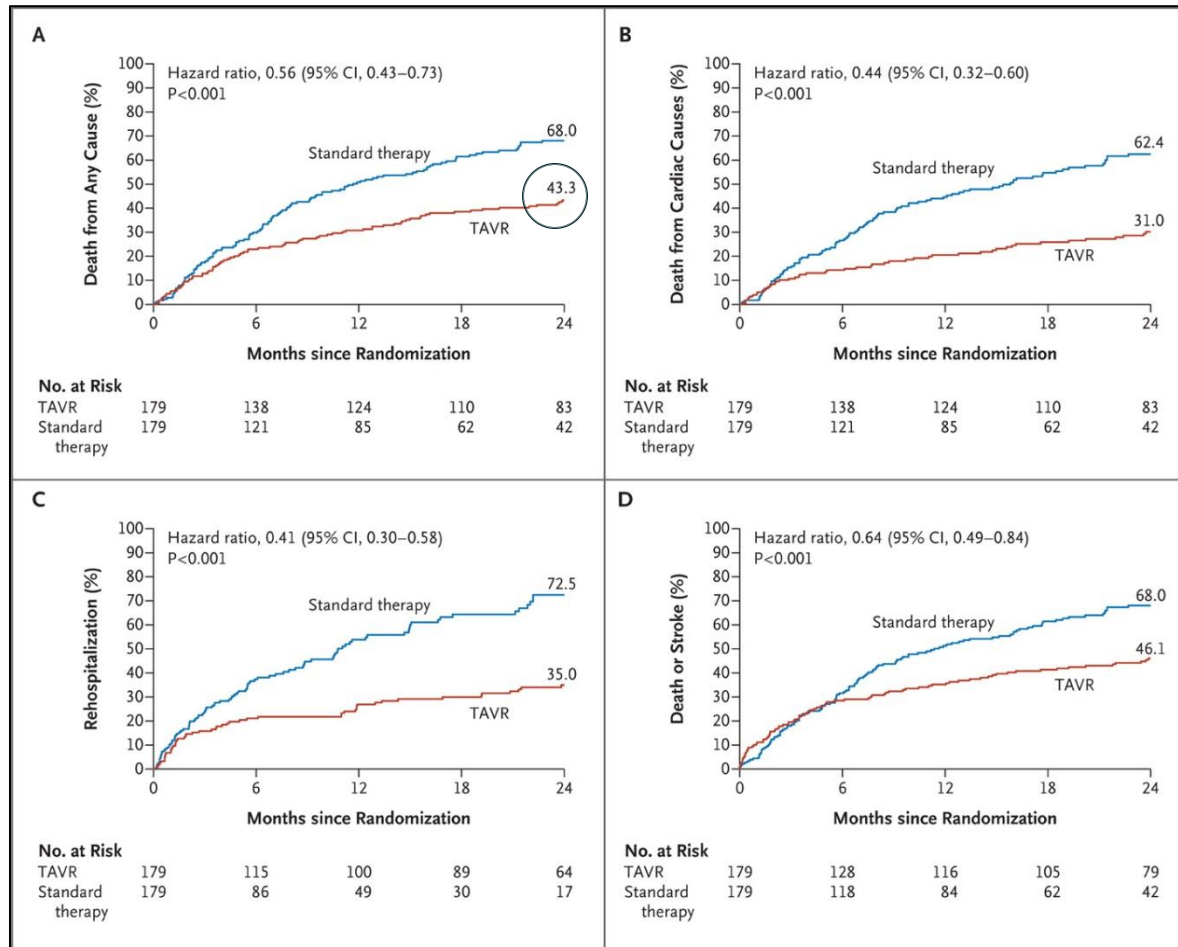 A
Death from Any Cause (%)
100
90
80
70
60
50
40
30
20
10
0
Hazard ratio, 0.56 (95% CI, 0.43–0.73)
P<0.001
68.0
Standard therapy
43.3
TAVR
0 6 12 18 24
Months since Randomization
No. at Risk
TAVR 179 138 124 110 83
Standard 179 121 85 62 42
therapy
B
Death from Cardiac Causes (%)
100
90
80
70
60
50
40
30
20
10
0
Hazard ratio, 0.44 (95% CI, 0.32–0.60)
P<0.001
62.4
Standard therapy
31.0
TAVR
0 6 12 18 24
Months since Randomization
No. at Risk
TAVR 179 138 124 110 83
Standard 179 121 85 62 42
therapy
C
Rehospitalization (%)
100
90
80
70
60
50
40
30
20
10
0
Hazard ratio, 0.41 (95% CI, 0.30–0.58)
P<0.001
72.5
Standard therapy
35.0
TAVR
0 6 12 18 24
Months since Randomization
No. at Risk
TAVR 179 115 100 89 64
Standard 179 86 49 30 17
therapy
D
Death or Stroke (%)
100
90
80
70
60
50
40
30
20
10
0
Hazard ratio, 0.64 (95% CI, 0.49–0.84)
P<0.001
68.0
Standard therapy
46.1
TAVR
0 6 12 18 24
Months since Randomization
No. at Risk
TAVR 179 128 116 105 79
Standard 179 118 84 62 42
therapy